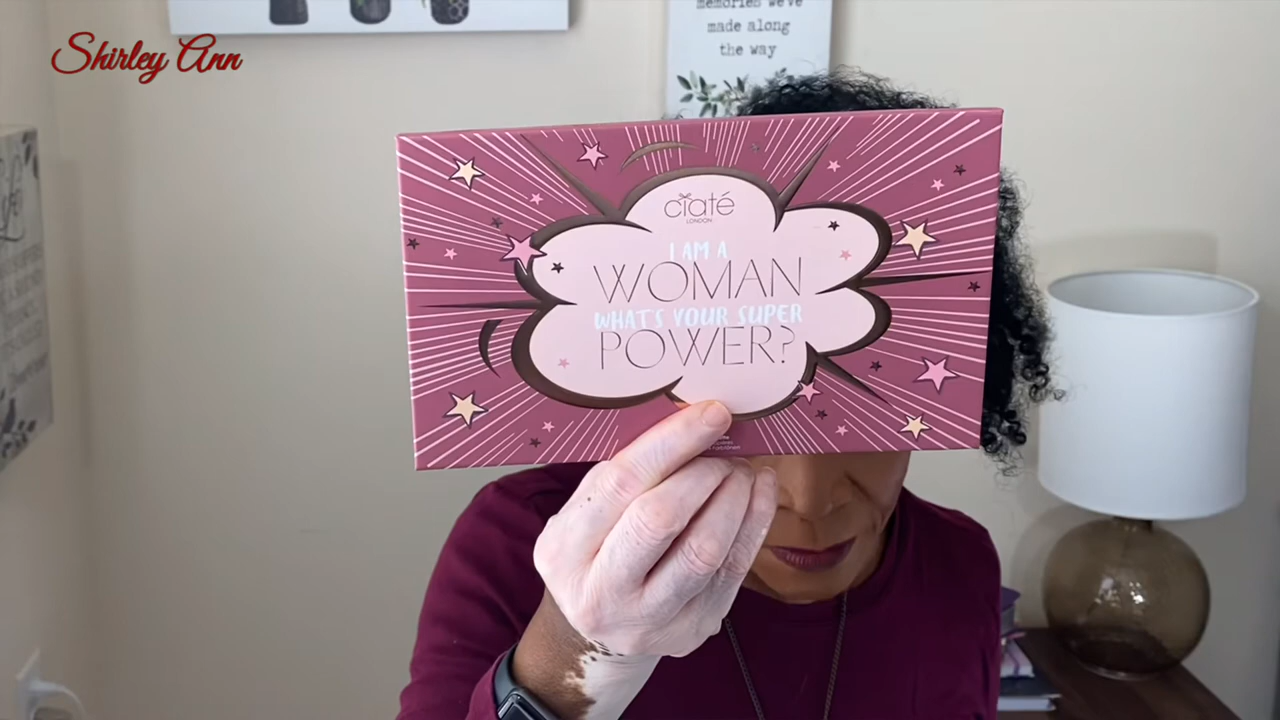 Shirley Ann
memories we've
made along
the way
ciaté
LONDON
I AM A
WOMAN
WHAT'S YOUR SUPER
POWER?